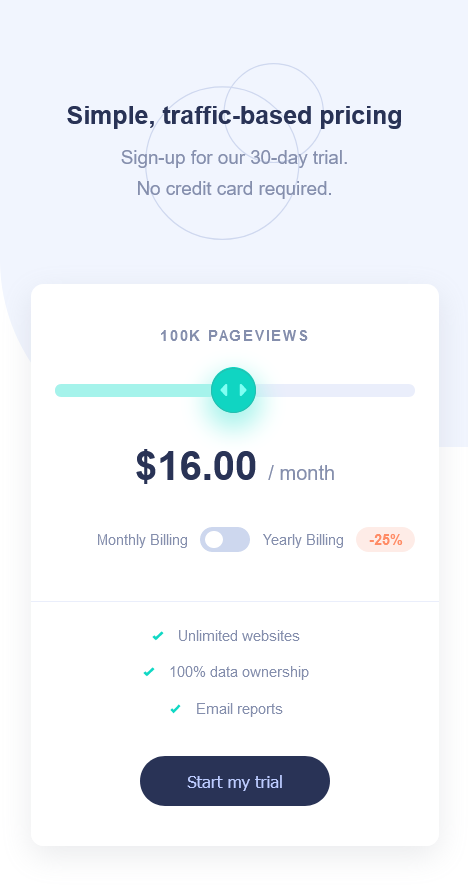 Simple, traffic-based pricing
Sign-up for our 30-day trial.
No credit card required.
100K PAGEVIEWS
$16.00 / month
Monthly Billing Yearly Billing -25%
Unlimited websites
100% data ownership
Email reports
Start my trial